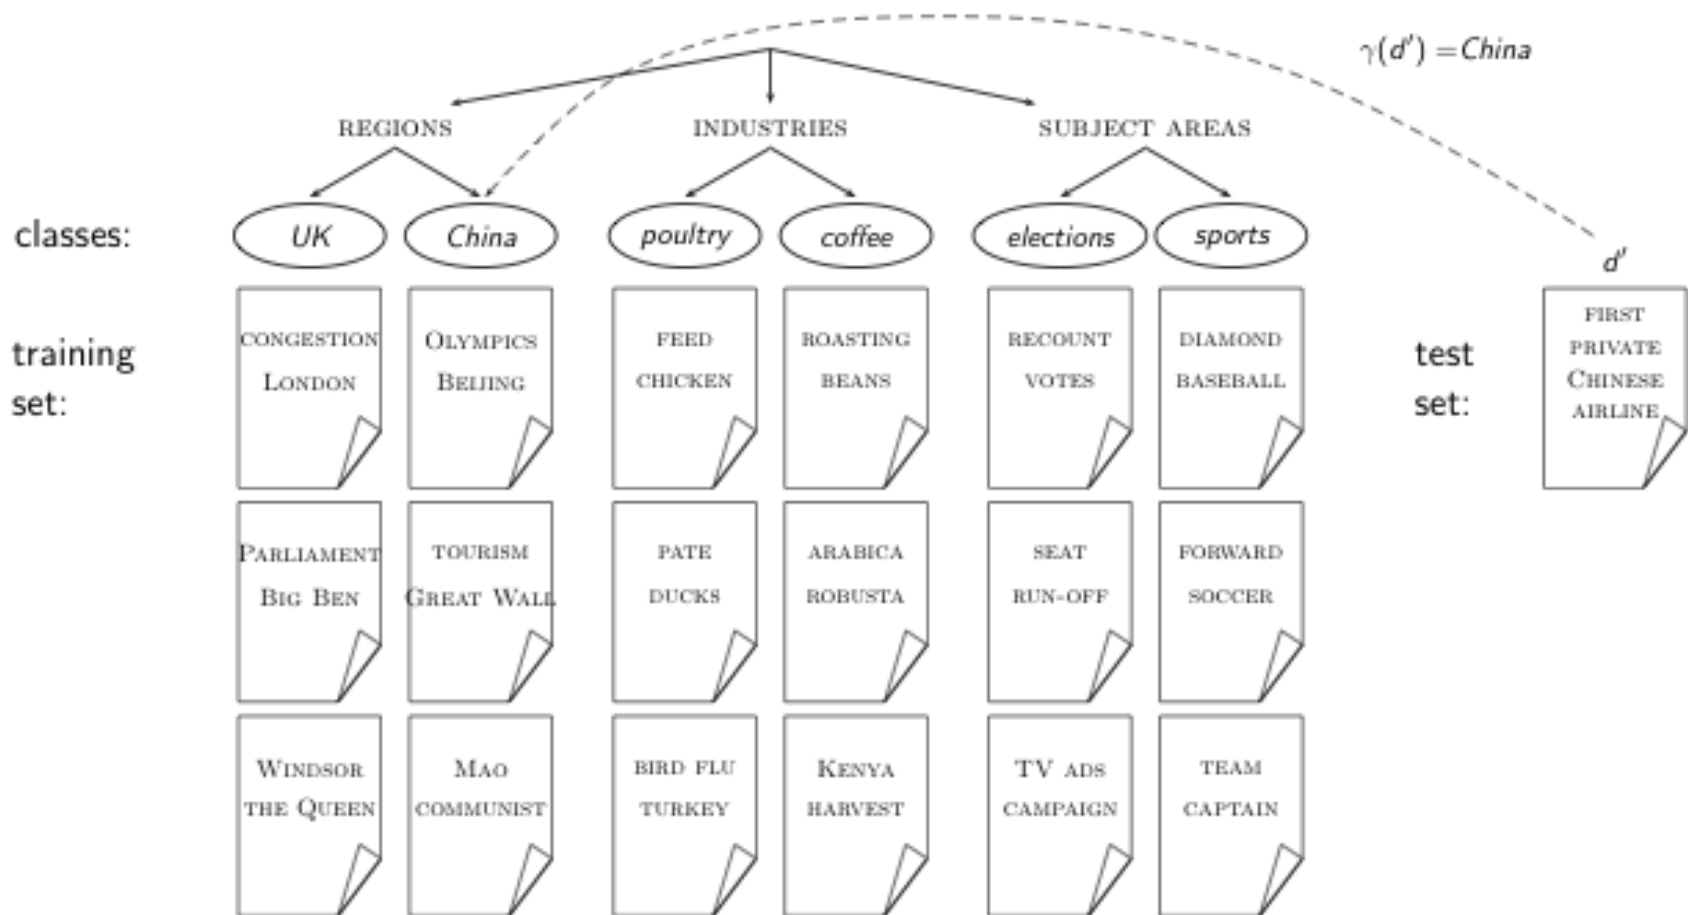 γ(d′) =China
REGIONS INDUSTRIES SUBJECT AREAS
classes: UK China poultry coffee elections sports
d′
training set:
test set:
CONGESTION
LONDON
PARLIAMENT
BIG BEN
WINDSOR
THE QUEEN
OLYMPICS
BEIJING
TOURISM
GREAT WALL
MAO
COMMUNIST
FEED
CHICKEN
PATE
DUCKS
BIRD FLU
TURKEY
ROASTING
BEANS
ARABICA
ROBUSTA
KENYA
HARVEST
RECOUNT
VOTES
SEAT
RUN-OFF
TV ADS
CAMPAIGN
DIAMOND
BASEBALL
FORWARD
SOCCER
TEAM
CAPTAIN
FIRST
PRIVATE
CHINESE
AIRLINE